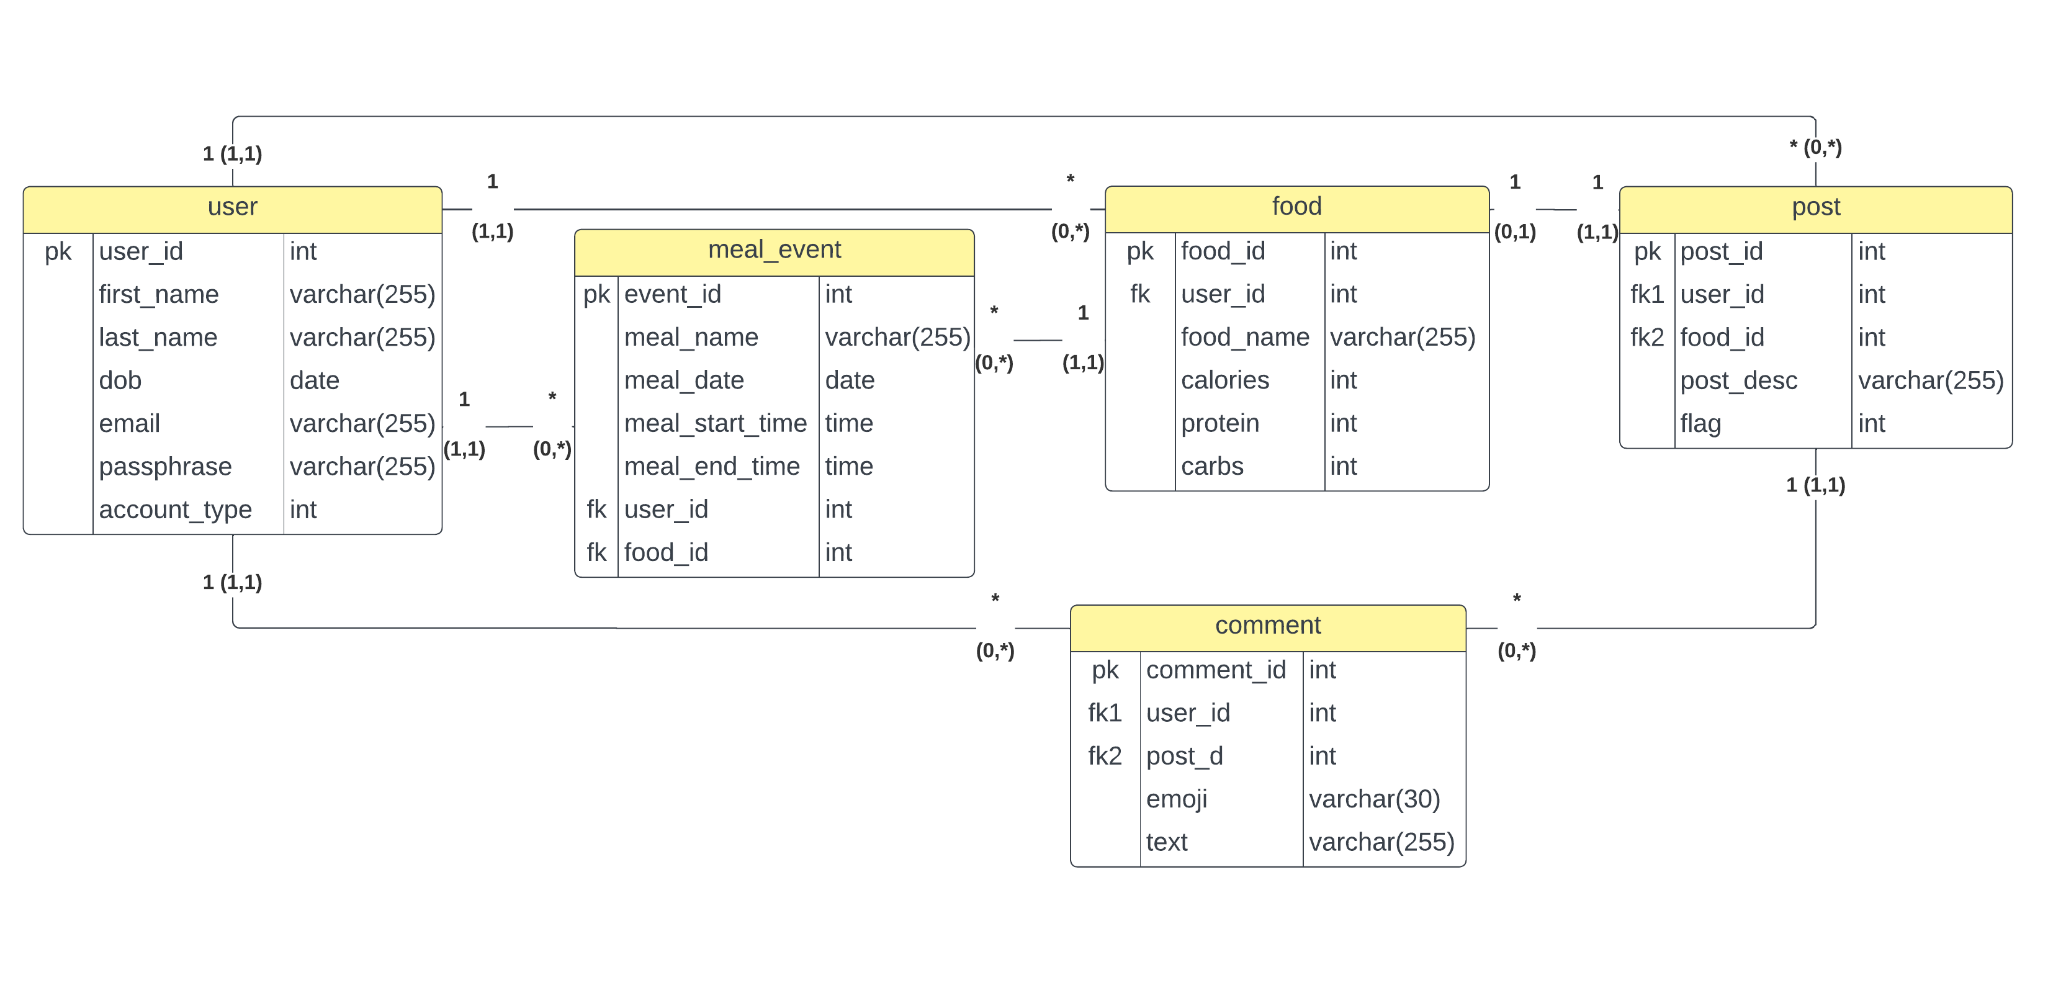 1 (1,1)
* (0,*)
1
*
1
1
(1,1)
(0,*)
(0,1)
(1,1)
user
pk user_id int
first_name varchar(255)
last_name varchar(255)
dob date
email varchar(255)
passphrase varchar(255)
account_type int
1
*
(1,1)
(0,*)
meal_event
pk event_id int
meal_name varchar(255)
meal_date date
meal_start_time time
meal_end_time time
fk user_id int
fk food_id int
*
1
(0,*)
(1,1)
food
pk food_id int
fk user_id int
food_name varchar(255)
calories int
protein int
carbs int
post
pk post_id int
fk1 user_id int
fk2 food_id int
post_desc varchar(255)
flag int
1 (1,1)
1 (1,1)
*
*
(0,*)
(0,*)
comment
pk comment_id int
fk1 user_id int
fk2 post_d int
emoji varchar(30)
text varchar(255)